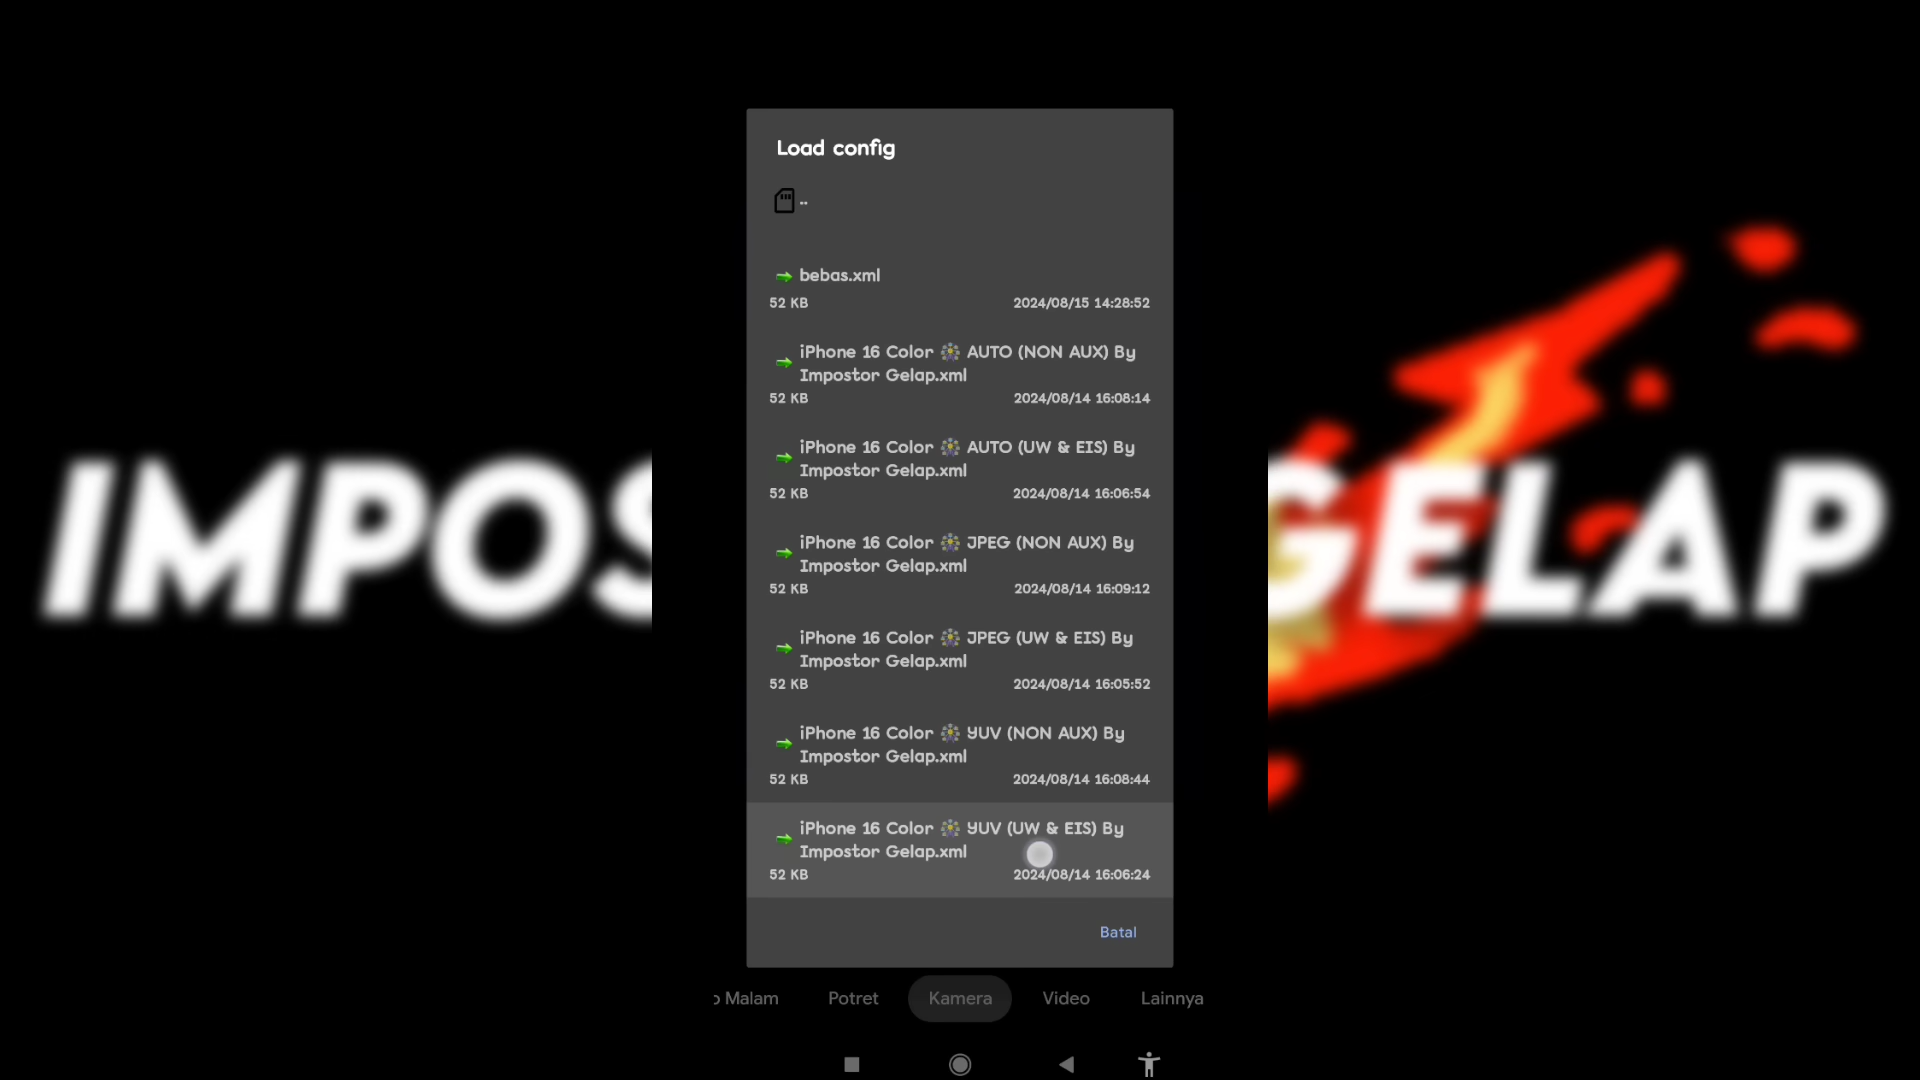 Load config
..
bebas.xml
52 KB 2024/08/15 14:28:52
iPhone 16 Color AUTO (NON AUX) By
Impostor Gelap.xml
52 KB 2024/08/14 16:08:14
iPhone 16 Color AUTO (UW & EIS) By
Impostor Gelap.xml
52 KB 2024/08/14 16:06:54
iPhone 16 Color JPEG (NON AUX) By
Impostor Gelap.xml
52 KB 2024/08/14 16:09:12
iPhone 16 Color JPEG (UW & EIS) By
Impostor Gelap.xml
52 KB 2024/08/14 16:05:52
iPhone 16 Color YUV (NON AUX) By
Impostor Gelap.xml
52 KB 2024/08/14 16:08:44
iPhone 16 Color YUV (UW & EIS) By
Impostor Gelap.xml
52 KB 2024/08/14 16:06:24
Batal
o Malam Potret Kamera Video Lainnya
IMPOS GELAP